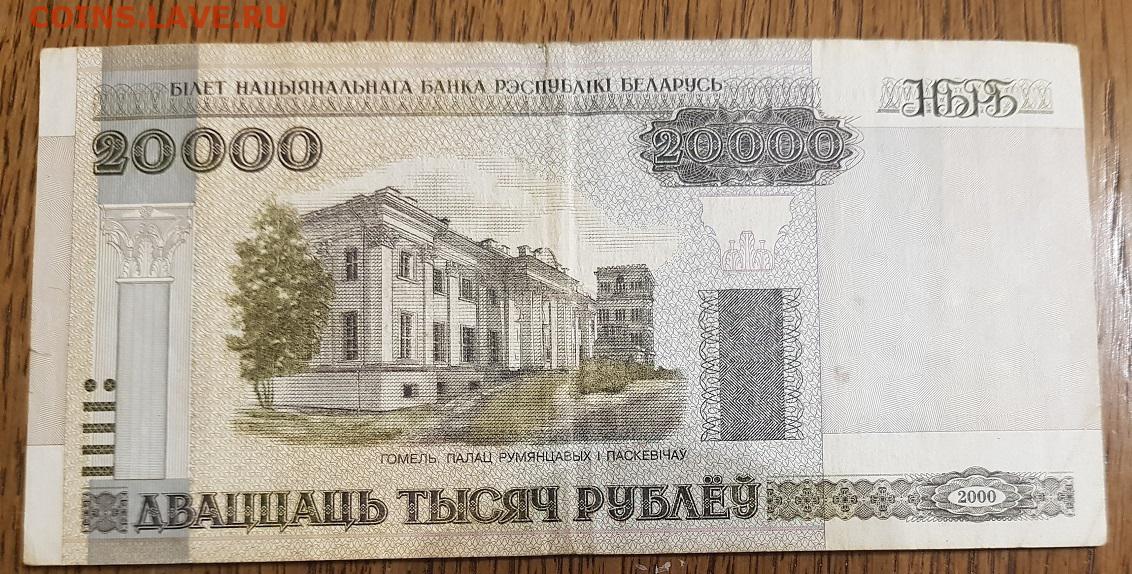 COINS.LAVE.RU
БІЛЕТ НАЦЫЯНАЛЬНАГА БАНКА РЭСПУБЛІКІ БЕЛАРУСЬ
НБРБ
20000
20000
ГОМЕЛЬ. ПАЛАЦ РУМЯНЦАВЫХ І ПАСКЕВІЧАЎ
ДВАЦЦАЦЬ ТЫСЯЧ РУБЛЁЎ
2000